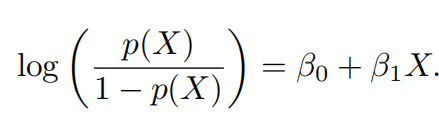 log ( p(X) / (1 − p(X)) ) = β₀ + β₁X.